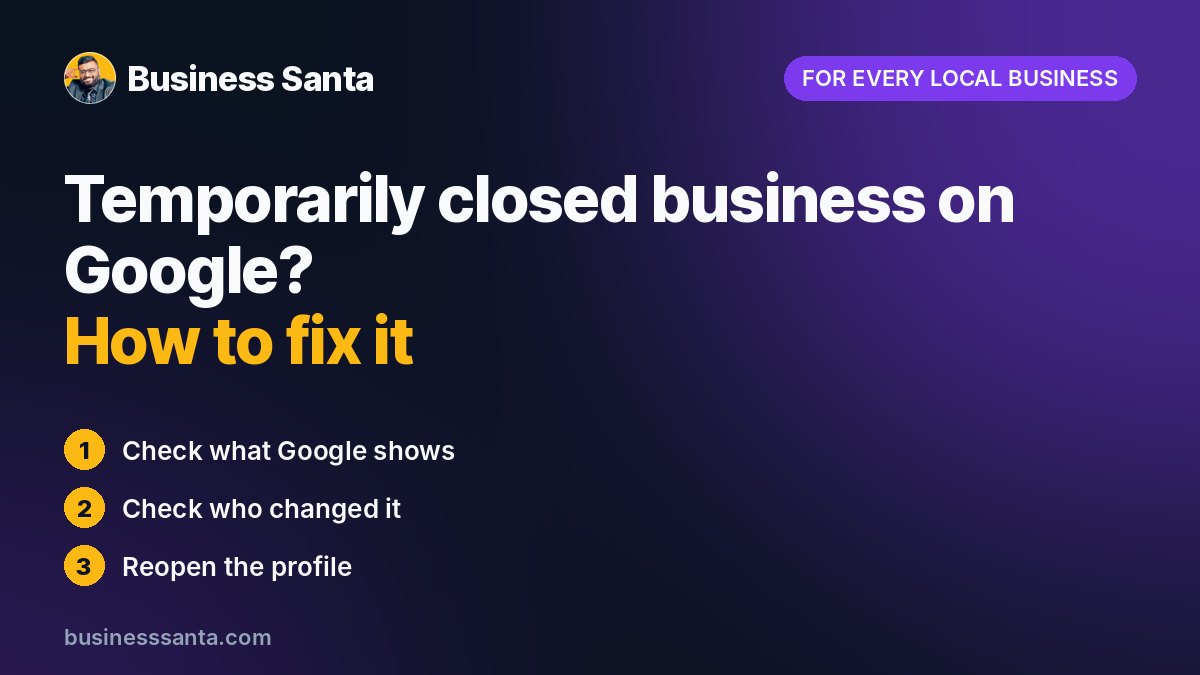 Business Santa
FOR EVERY LOCAL BUSINESS
Temporarily closed business on
Google?
How to fix it
1 Check what Google shows
2 Check who changed it
3 Reopen the profile
businesssanta.com